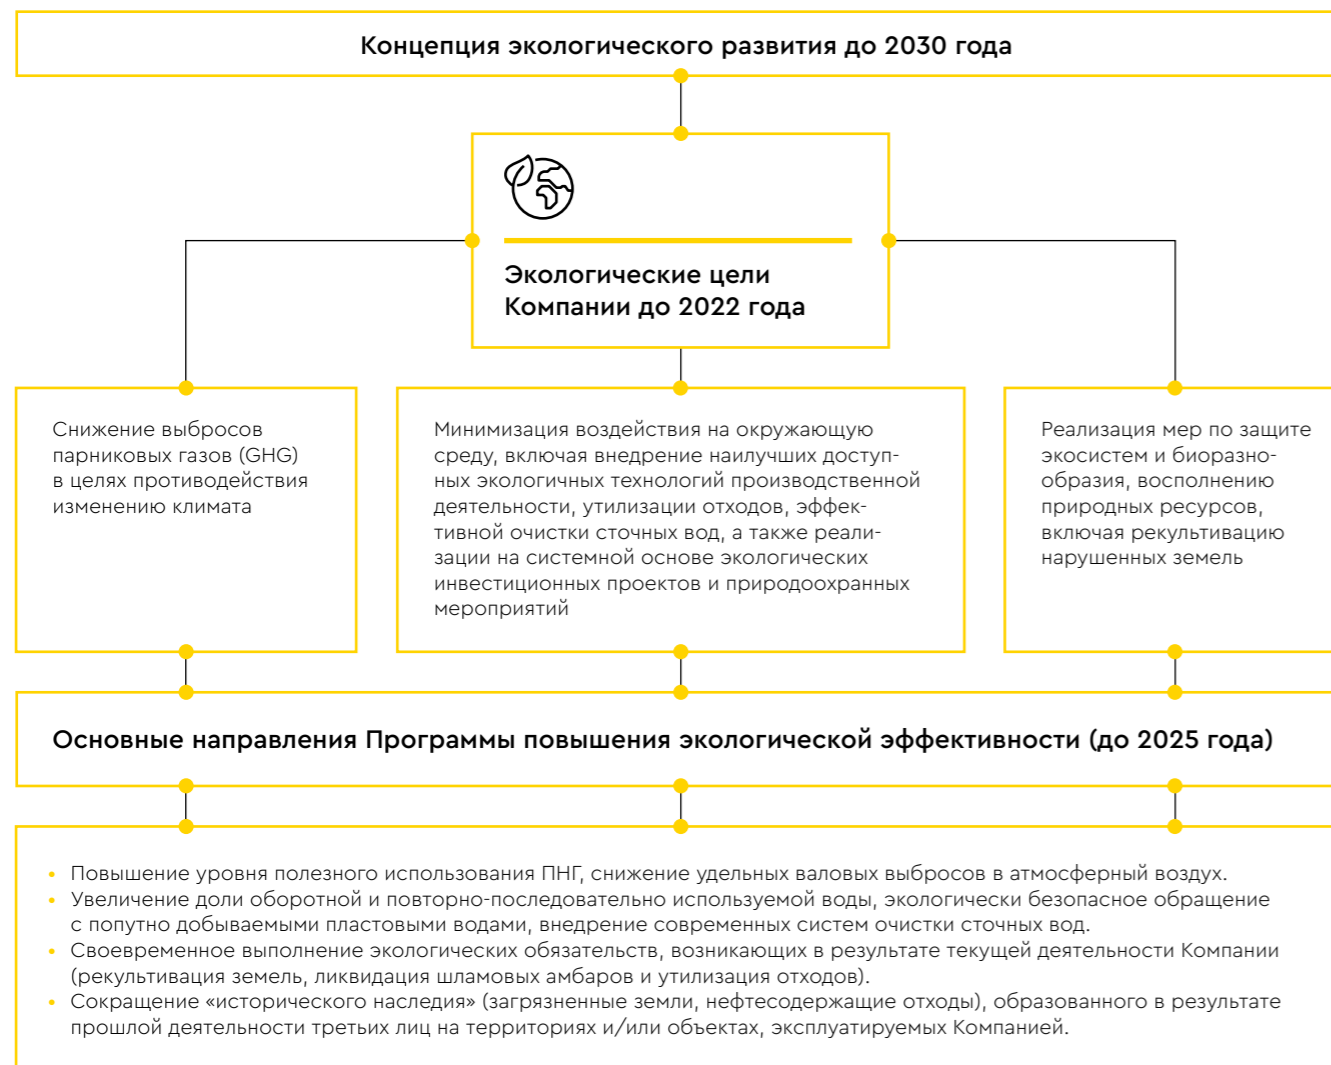 Концепция экологического развития до 2030 года
Экологические цели
Компании до 2022 года
Снижение выбросов
парниковых газов (GHG)
в целях противодействия
изменению климата
Минимизация воздействия на окружающую
среду, включая внедрение наилучших доступ-
ных экологичных технологий производственной
деятельности, утилизации отходов, эффек-
тивной очистки сточных вод, а также реали-
зации на системной основе экологических
инвестиционных проектов и природоохранных
мероприятий
Реализация мер по защите
экосистем и биоразно-
образия, восполнению
природных ресурсов,
включая рекультивацию
нарушенных земель
Основные направления Программы повышения экологической эффективности (до 2025 года)
• Повышение уровня полезного использования ПНГ, снижение удельных валовых выбросов в атмосферный воздух.
• Увеличение доли оборотной и повторно-последовательно используемой воды, экологически безопасное обращение
с попутно добываемыми пластовыми водами, внедрение современных систем очистки сточных вод.
• Своевременное выполнение экологических обязательств, возникающих в результате текущей деятельности Компании
(рекультивация земель, ликвидация шламовых амбаров и утилизация отходов).
• Сокращение «исторического наследия» (загрязненные земли, нефтесодержащие отходы), образованного в результате
прошлой деятельности третьих лиц на территориях и/или объектах, эксплуатируемых Компанией.